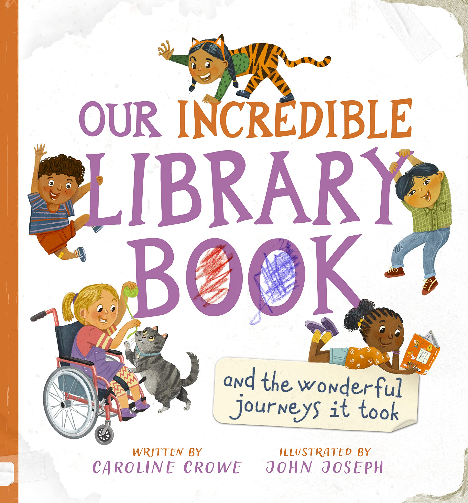 OUR INCREDIBLE
LIBRARY
BOOK
and the wonderful
journeys it took
WRITTEN BY
CAROLINE CROWE
ILLUSTRATED BY
JOHN JOSEPH